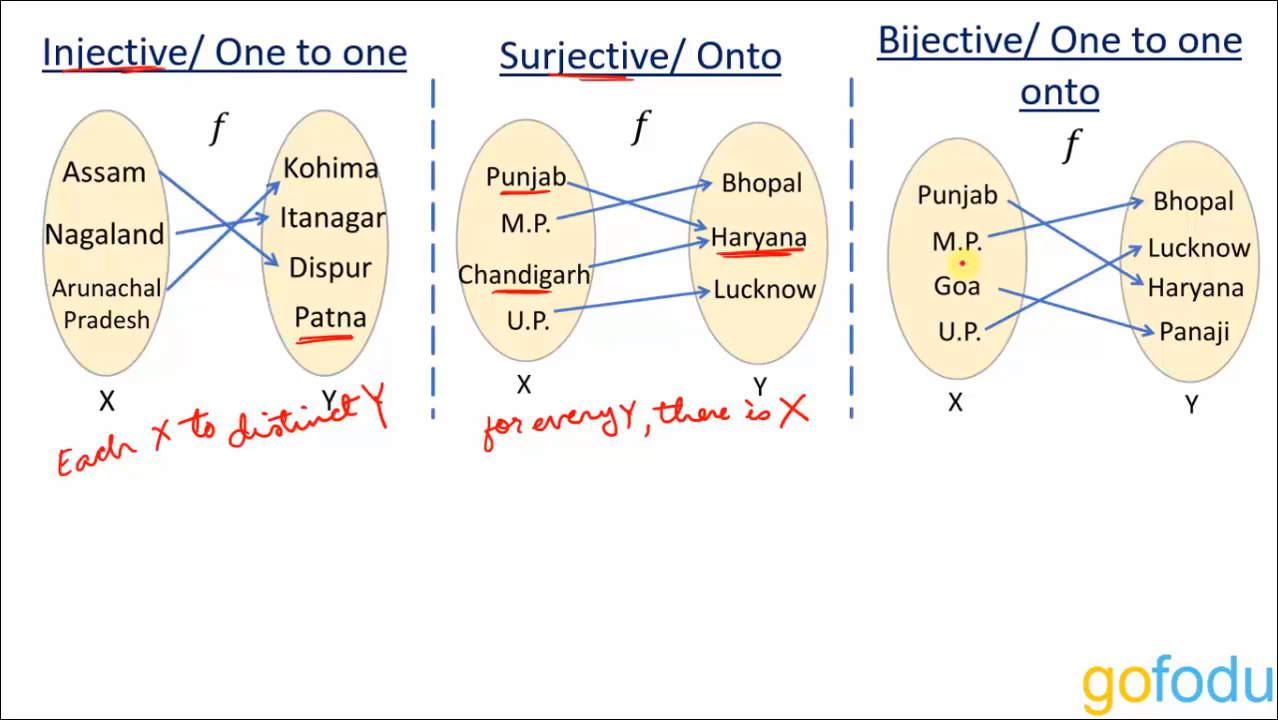 Injective/ One to one
f
Assam
Nagaland
Arunachal
Pradesh
X
Kohima
Itanagar
Dispur
Patna
Y
Each X to distinct Y
Surjective/ Onto
f
Punjab
M.P.
Chandigarh
U.P.
X
Bhopal
Haryana
Lucknow
Y
for every Y, there is X
Bijective/ One to one
onto
f
Punjab
M.P.
Goa
U.P.
X
Bhopal
Lucknow
Haryana
Panaji
Y
gofodu